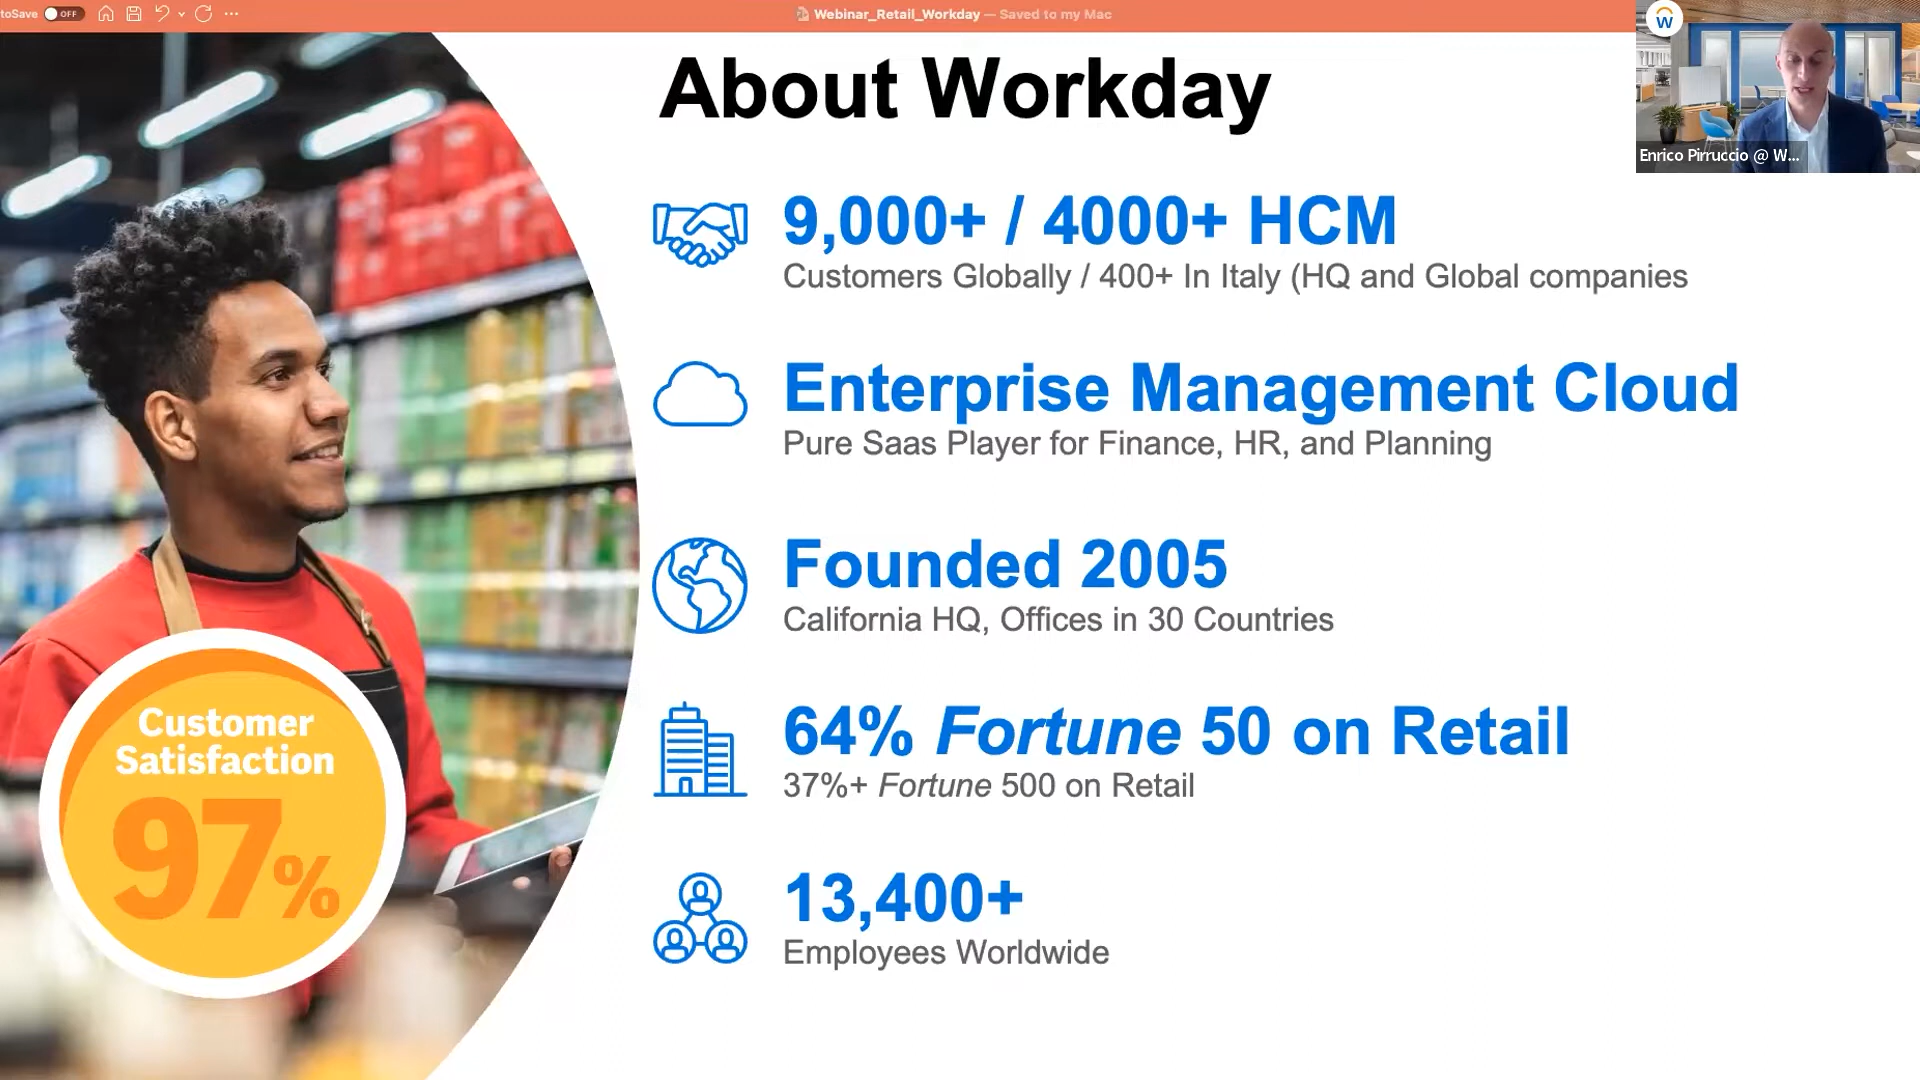 toSave OFF
Webinar_Retail_Workday — Saved to my Mac
w
Enrico Pirruccio @ W...
About Workday
9,000+ / 4000+ HCM
Customers Globally / 400+ In Italy (HQ and Global companies
Enterprise Management Cloud
Pure Saas Player for Finance, HR, and Planning
Founded 2005
California HQ, Offices in 30 Countries
64% Fortune 50 on Retail
37%+ Fortune 500 on Retail
13,400+
Employees Worldwide
Customer
Satisfaction
97%